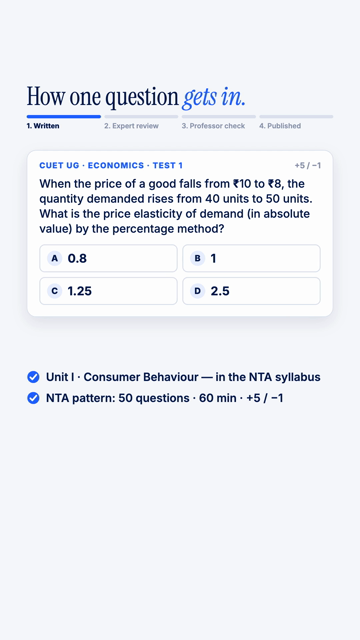 How one question gets in.
1. Written 2. Expert review 3. Professor check 4. Published
CUET UG · ECONOMICS · TEST 1 +5 / −1
When the price of a good falls from ₹10 to ₹8, the
quantity demanded rises from 40 units to 50 units.
What is the price elasticity of demand (in absolute
value) by the percentage method?
A 0.8 B 1
C 1.25 D 2.5
Unit I · Consumer Behaviour — in the NTA syllabus
NTA pattern: 50 questions · 60 min · +5 / −1